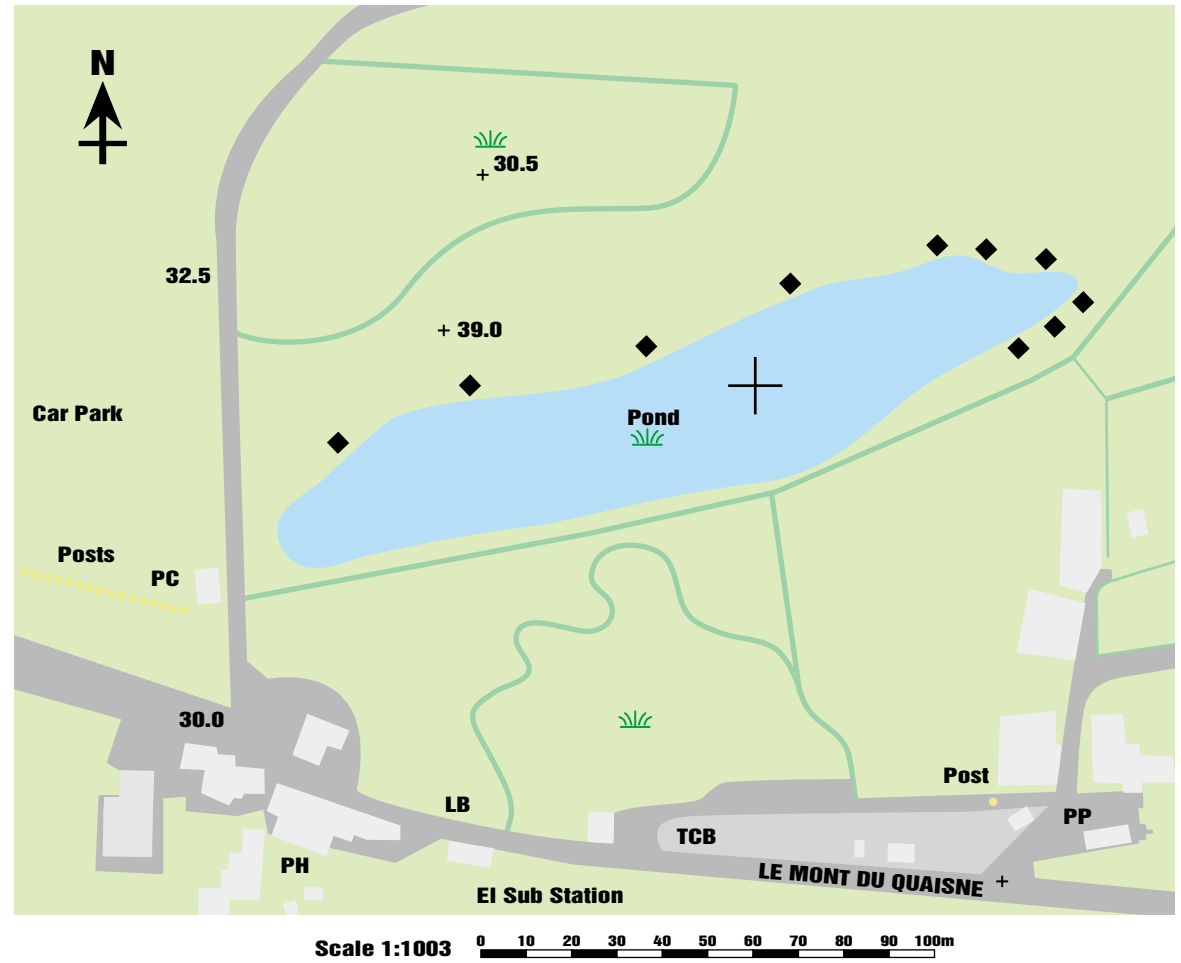 N
30.5
32.5
39.0
Car Park
Pond
Posts
PC
30.0
Post
LB
PP
TCB
PH
LE MONT DU QUAISNE
El Sub Station
Scale 1:1003
0 10 20 30 40 60 70 80 90 100m